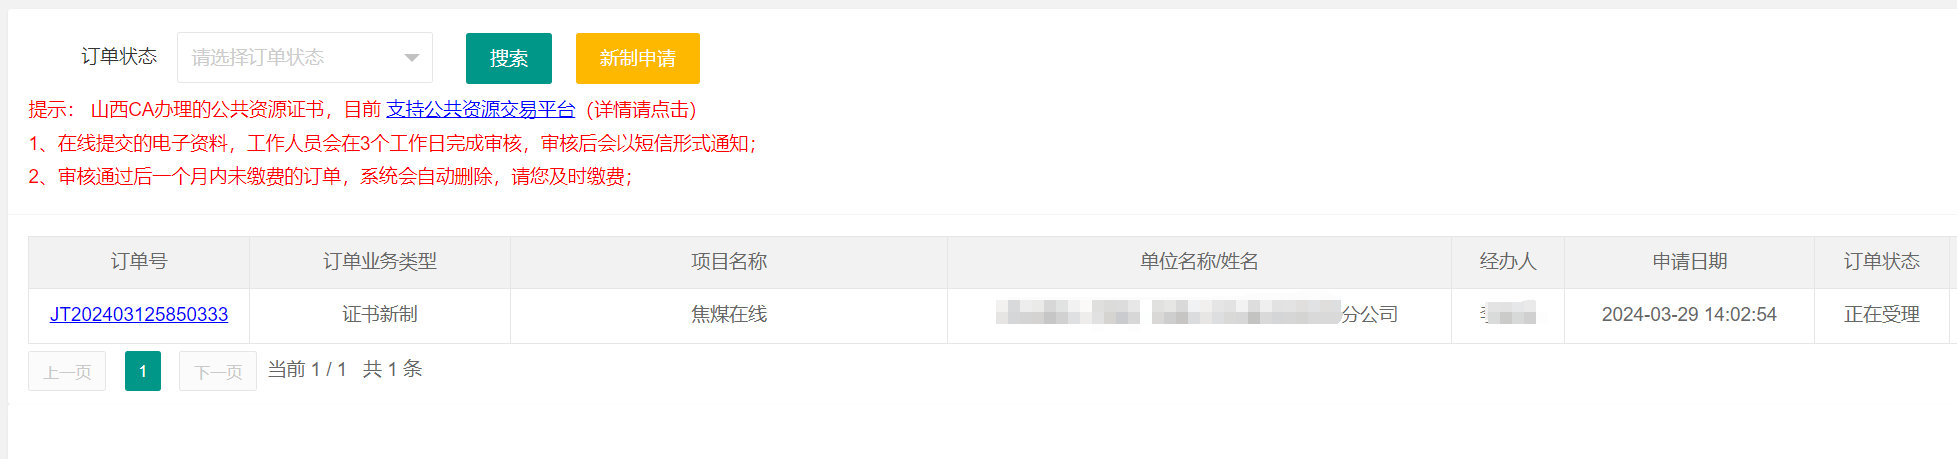 订单状态 请选择订单状态 搜索 新制申请
提示： 山西CA办理的公共资源证书，目前 支持公共资源交易平台（详情请点击）
1、在线提交的电子资料，工作人员会在3个工作日完成审核，审核后会以短信形式通知；
2、审核通过后一个月内未缴费的订单，系统会自动删除，请您及时缴费；
订单号 订单业务类型 项目名称 单位名称/姓名 经办人 申请日期 订单状态
JT202403125850333 证书新制 焦煤在线 分公司 2024-03-29 14:02:54 正在受理
上一页 1 下一页 当前 1 / 1 共 1 条